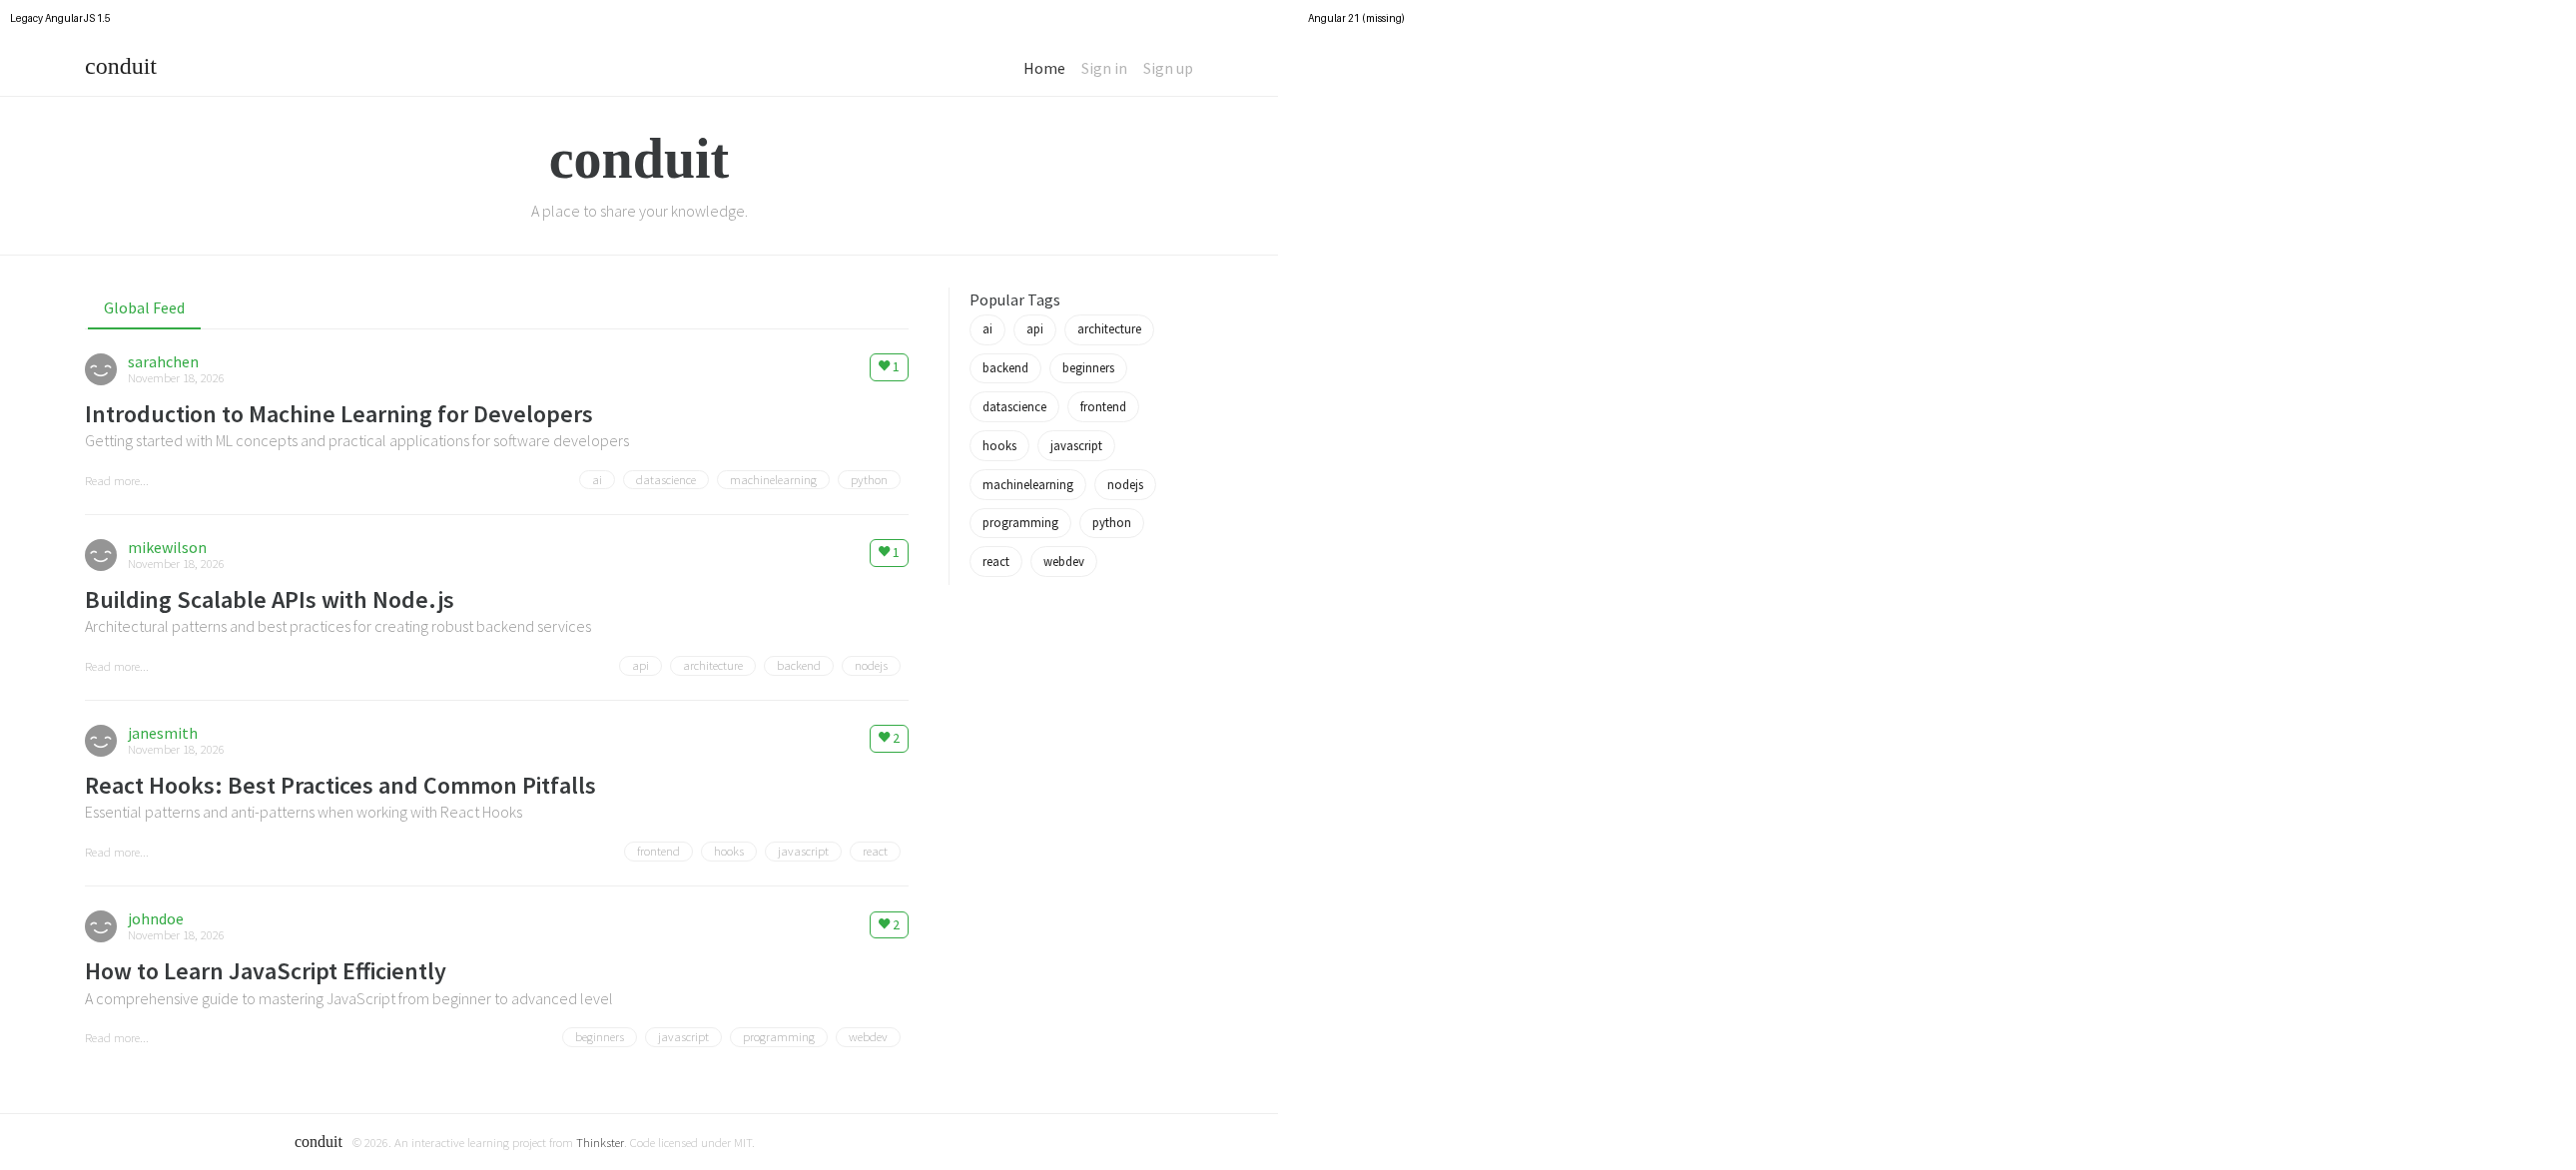 Legacy AngularJS 1.5
Angular 21 (missing)
conduit
Home Sign in Sign up
conduit
A place to share your knowledge.
Global Feed
sarahchen
November 18, 2026
1
Introduction to Machine Learning for Developers
Getting started with ML concepts and practical applications for software developers
Read more...
ai datascience machinelearning python
mikewilson
November 18, 2026
1
Building Scalable APIs with Node.js
Architectural patterns and best practices for creating robust backend services
Read more...
api architecture backend nodejs
janesmith
November 18, 2026
2
React Hooks: Best Practices and Common Pitfalls
Essential patterns and anti-patterns when working with React Hooks
Read more...
frontend hooks javascript react
johndoe
November 18, 2026
2
How to Learn JavaScript Efficiently
A comprehensive guide to mastering JavaScript from beginner to advanced level
Read more...
beginners javascript programming webdev
Popular Tags
ai api architecture
backend beginners
datascience frontend
hooks javascript
machinelearning nodejs
programming python
react webdev
conduit © 2026. An interactive learning project from Thinkster. Code licensed under MIT.